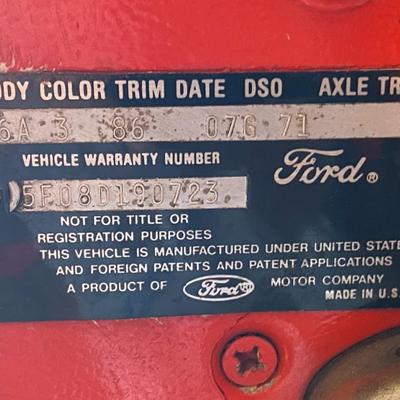 ODY COLOR TRIM DATE DSO AXLE TR
6A 3 86 07G 71
VEHICLE WARRANTY NUMBER
5F08D190723
Ford ®
NOT FOR TITLE OR
REGISTRATION PURPOSES
THIS VEHICLE IS MANUFACTURED UNDER UNITED STATE
AND FOREIGN PATENTS AND PATENT APPLICATIONS
A PRODUCT OF Ford ® MOTOR COMPANY
MADE IN U.S.